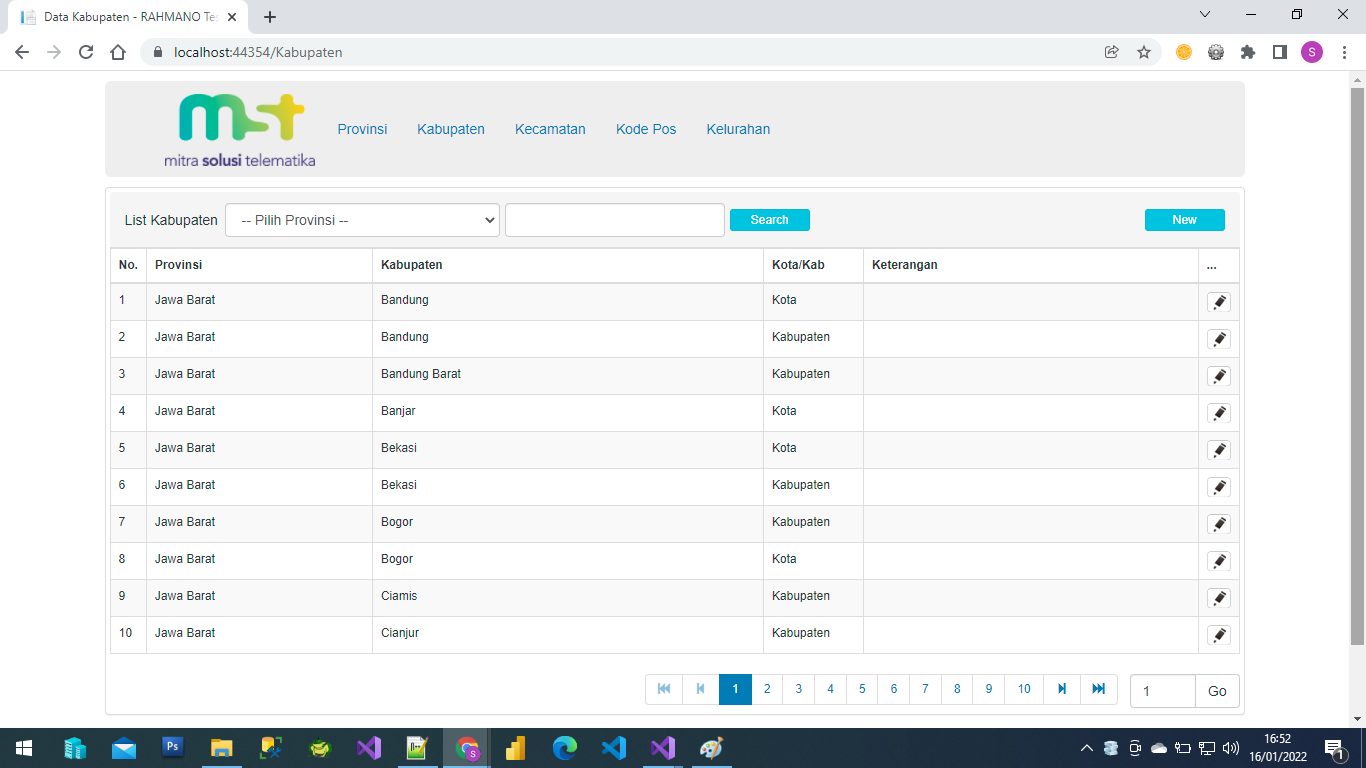 Data Kabupaten - RAHMANO Te
localhost:44354/Kabupaten
S
mst
mitra solusi telematika
Provinsi Kabupaten Kecamatan Kode Pos Kelurahan
List Kabupaten -- Pilih Provinsi -- Search New
No. Provinsi Kabupaten Kota/Kab Keterangan ...
1 Jawa Barat Bandung Kota
2 Jawa Barat Bandung Kabupaten
3 Jawa Barat Bandung Barat Kabupaten
4 Jawa Barat Banjar Kota
5 Jawa Barat Bekasi Kota
6 Jawa Barat Bekasi Kabupaten
7 Jawa Barat Bogor Kabupaten
8 Jawa Barat Bogor Kota
9 Jawa Barat Ciamis Kabupaten
10 Jawa Barat Cianjur Kabupaten
1 2 3 4 5 6 7 8 9 10 1 Go
Ps
S
16:52
16/01/2022
1